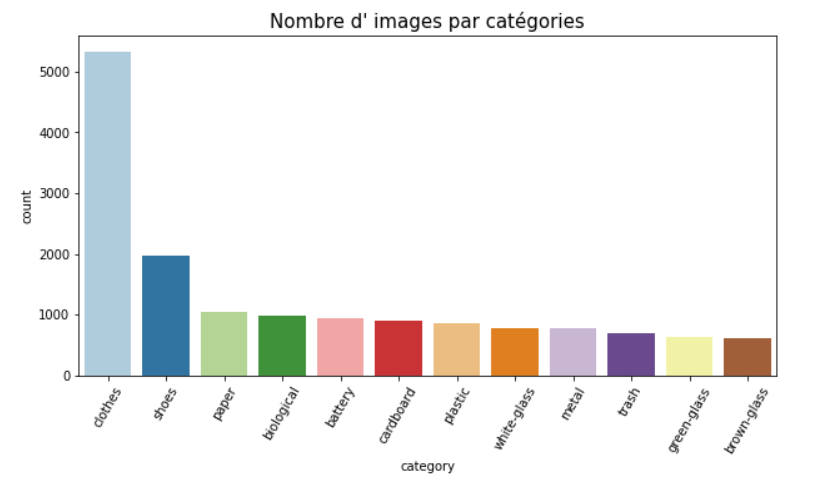 Nombre d' images par catégories
5000
4000
3000
2000
1000
0
count
clothes
shoes
paper
biological
battery
cardboard
plastic
white-glass
metal
trash
green-glass
brown-glass
category